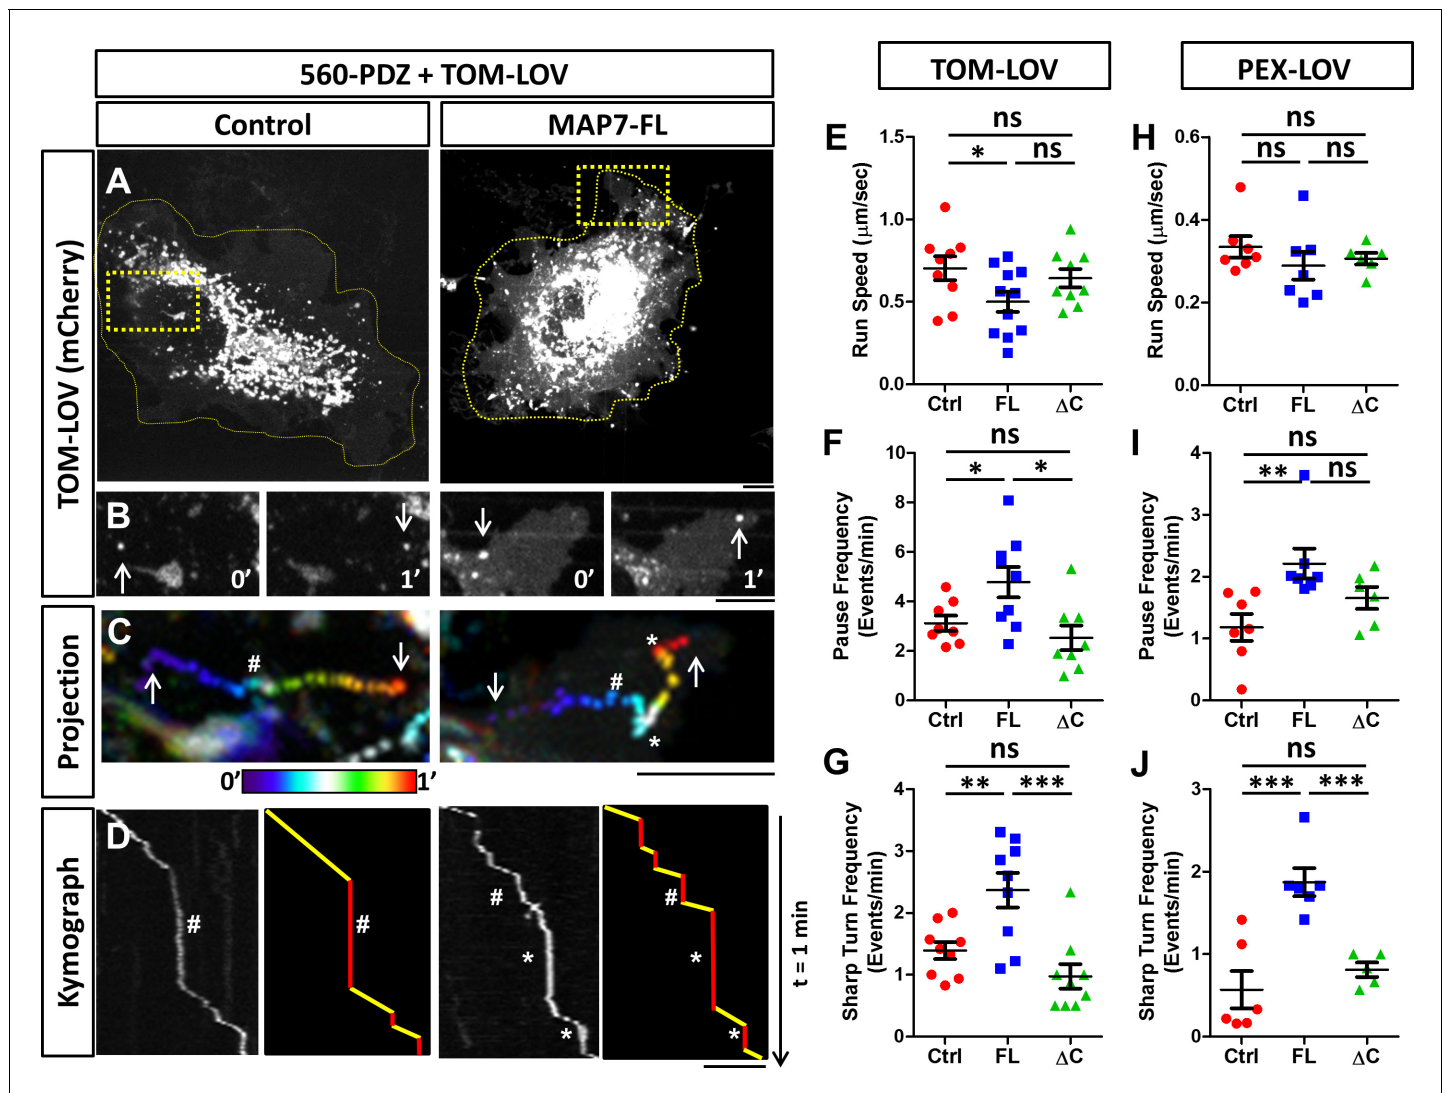 560-PDZ + TOM-LOV
Control
MAP7-FL
TOM-LOV (mCherry)
A
B
0’
1’
0’
1’
Projection
C
#
#
*
*
0’
1’
Kymograph
D
#
#
#
*
*
#
*
*
t = 1 min
TOM-LOV
PEX-LOV
E
Run Speed (μm/sec)
ns
*
ns
1.5
1.0
0.5
0.0
Ctrl
FL
ΔC
H
Run Speed (μm/sec)
ns
ns
ns
0.6
0.4
0.2
0.0
Ctrl
FL
ΔC
F
Pause Frequency
(Events/min)
ns
*
*
10
8
6
4
2
0
Ctrl
FL
ΔC
I
Pause Frequency
(Events/min)
ns
**
ns
4
3
2
1
0
Ctrl
FL
ΔC
G
Sharp Turn Frequency
(Events/min)
ns
**
***
4
3
2
1
0
Ctrl
FL
ΔC
J
Sharp Turn Frequency
(Events/min)
ns
***
***
3
2
1
0
Ctrl
FL
ΔC